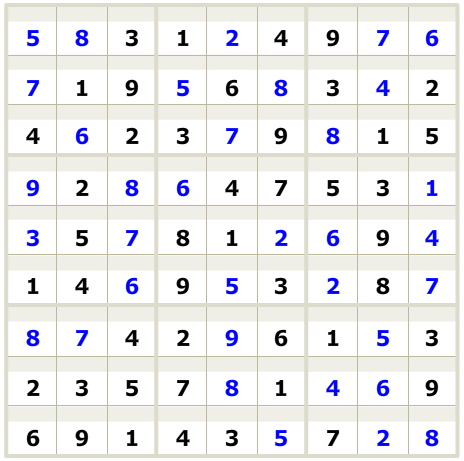 5 8 3 1 2 4 9 7 6
7 1 9 5 6 8 3 4 2
4 6 2 3 7 9 8 1 5
9 2 8 6 4 7 5 3 1
3 5 7 8 1 2 6 9 4
1 4 6 9 5 3 2 8 7
8 7 4 2 9 6 1 5 3
2 3 5 7 8 1 4 6 9
6 9 1 4 3 5 7 2 8